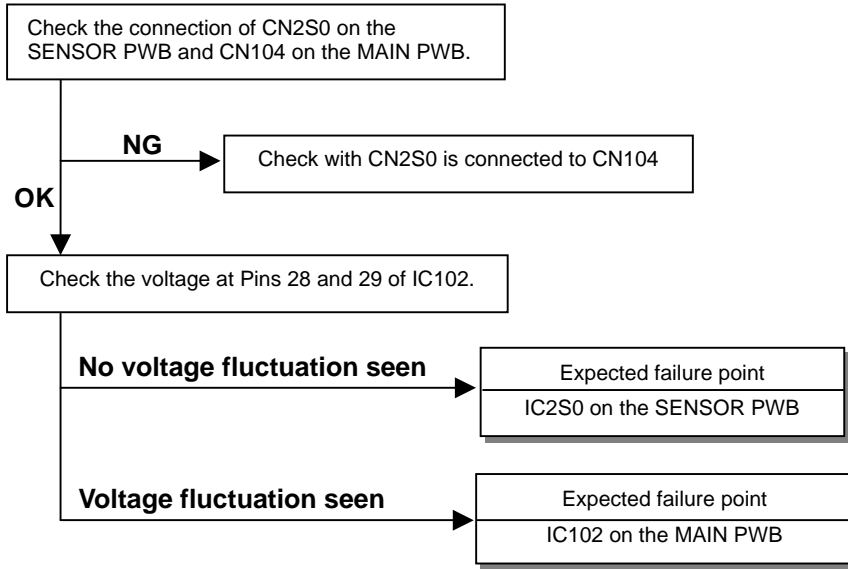 Check the connection of CN2S0 on the
SENSOR PWB and CN104 on the MAIN PWB.
NG
Check with CN2S0 is connected to CN104
OK
Check the voltage at Pins 28 and 29 of IC102.
No voltage fluctuation seen
Expected failure point
IC2S0 on the SENSOR PWB
Voltage fluctuation seen
Expected failure point
IC102 on the MAIN PWB